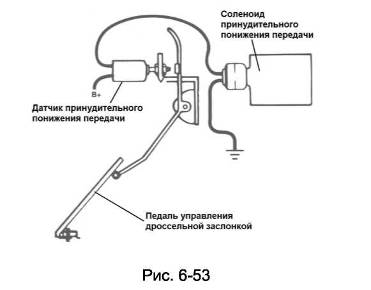 Соленоид
принудительного
понижения передачи
B+
Датчик принудительного
понижения передачи
Педаль управления
дроссельной заслонкой
Рис. 6-53